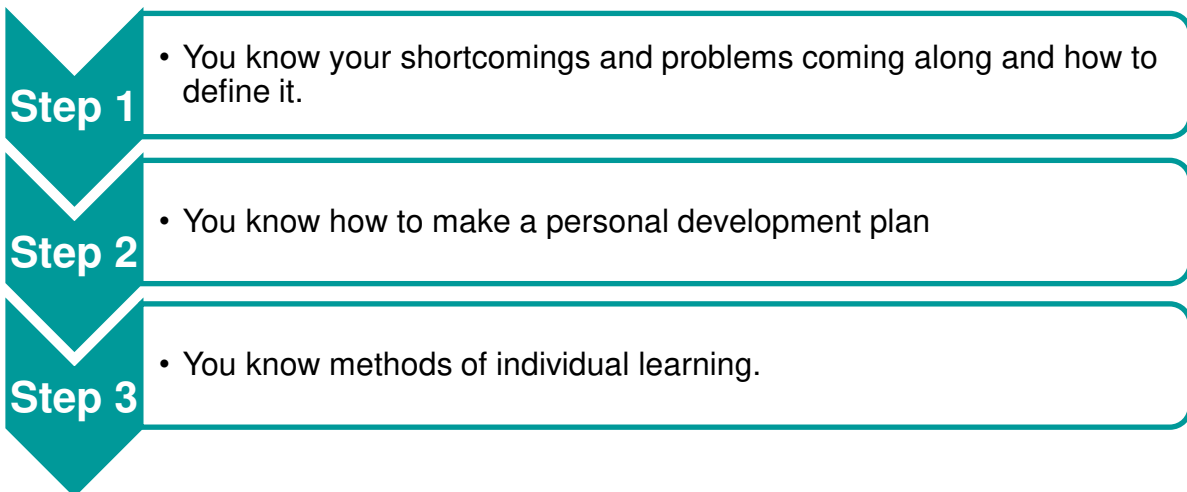 Step 1
• You know your shortcomings and problems coming along and how to
define it.
Step 2
• You know how to make a personal development plan
Step 3
• You know methods of individual learning.